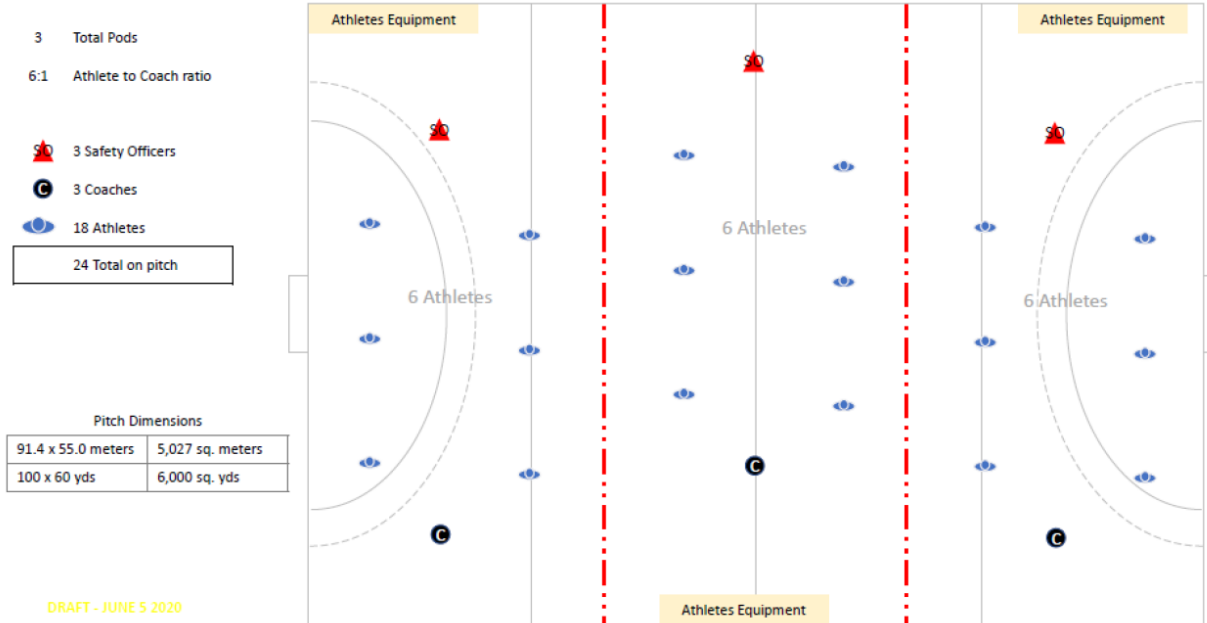 3 Total Pods
6:1 Athlete to Coach ratio
SO 3 Safety Officers
C 3 Coaches
18 Athletes
24 Total on pitch
Pitch Dimensions
91.4 x 55.0 meters 5,027 sq. meters
100 x 60 yds 6,000 sq. yds
DRAFT - JUNE 5 2020
Athletes Equipment
Athletes Equipment
SO
SO
SO
6 Athletes
6 Athletes
6 Athletes
C
C
C
Athletes Equipment